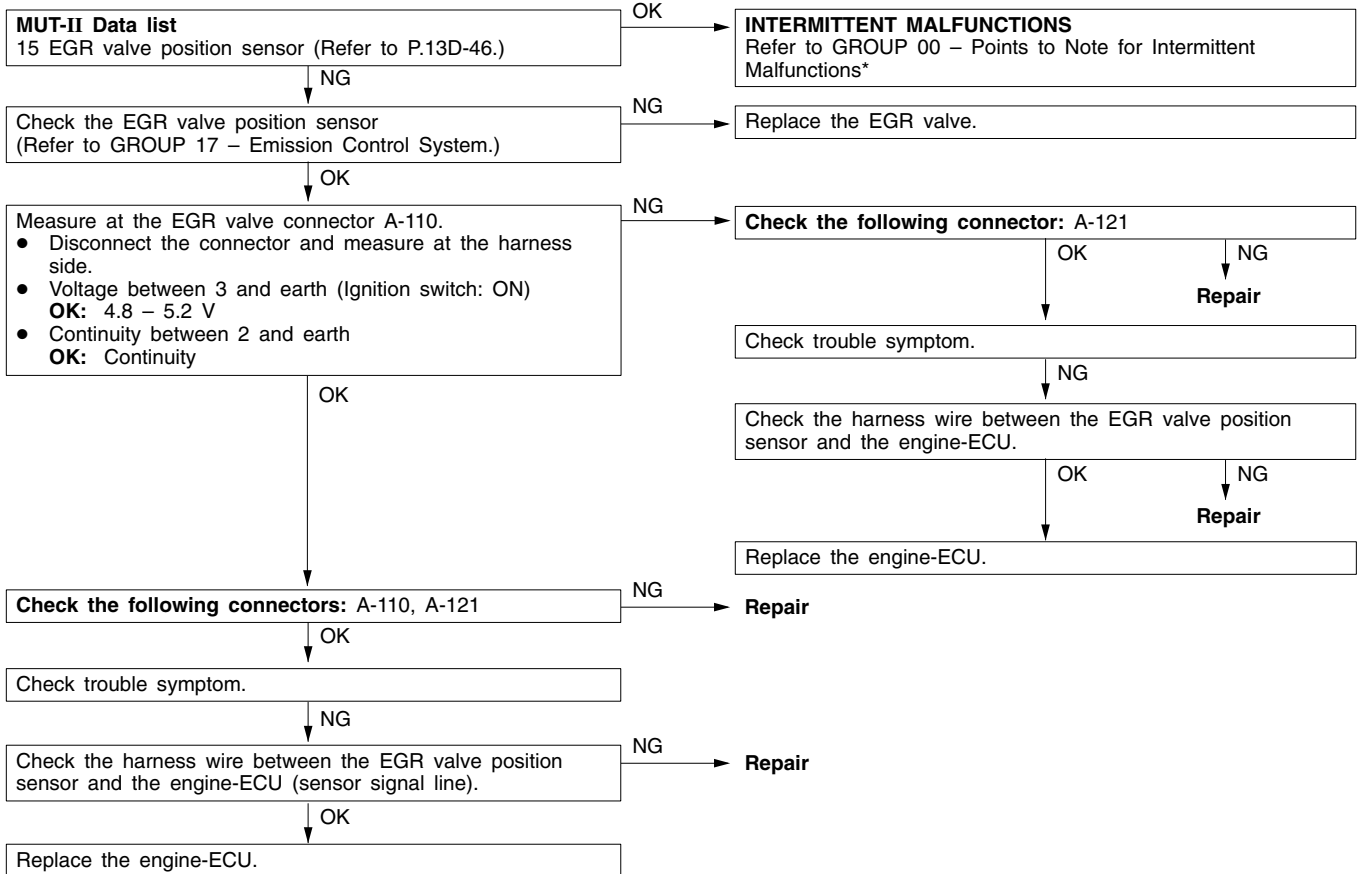 MUT-II Data list
15 EGR valve position sensor (Refer to P.13D-46.)
OK
INTERMITTENT MALFUNCTIONS
Refer to GROUP 00 – Points to Note for Intermittent
Malfunctions*
NG
Check the EGR valve position sensor
(Refer to GROUP 17 – Emission Control System.)
NG
Replace the EGR valve.
OK
Measure at the EGR valve connector A-110.
● Disconnect the connector and measure at the harness
side.
● Voltage between 3 and earth (Ignition switch: ON)
OK: 4.8 – 5.2 V
● Continuity between 2 and earth
OK: Continuity
NG
Check the following connector: A-121
OK
NG
Repair
Check trouble symptom.
NG
Check the harness wire between the EGR valve position
sensor and the engine-ECU.
OK
NG
Repair
Replace the engine-ECU.
OK
Check the following connectors: A-110, A-121
NG
Repair
OK
Check trouble symptom.
NG
Check the harness wire between the EGR valve position
sensor and the engine-ECU (sensor signal line).
NG
Repair
OK
Replace the engine-ECU.